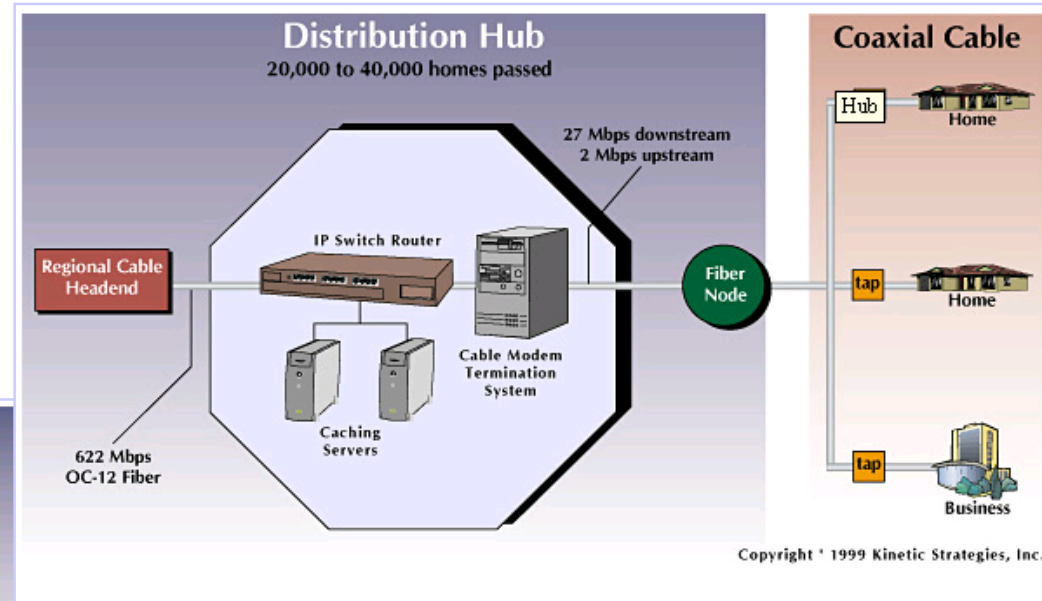 Distribution Hub
20,000 to 40,000 homes passed
Coaxial Cable
27 Mbps downstream
2 Mbps upstream
Hub
Home
IP Switch Router
Regional Cable
Headend
Fiber
Node
tap
Home
Cable Modem
Termination
System
Caching
Servers
622 Mbps
OC-12 Fiber
tap
Business
Copyright ' 1999 Kinetic Strategies, Inc.